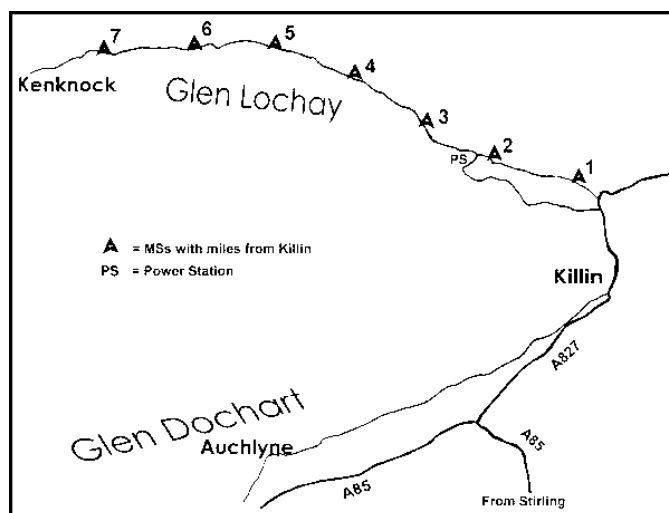 7
6
5
Kenknock
Glen Lochay
4
3
2
PS
1
= MSs with miles from Killin
PS = Power Station
Killin
A827
Glen Dochart
Auchlyne
A85
A85
From Stirling